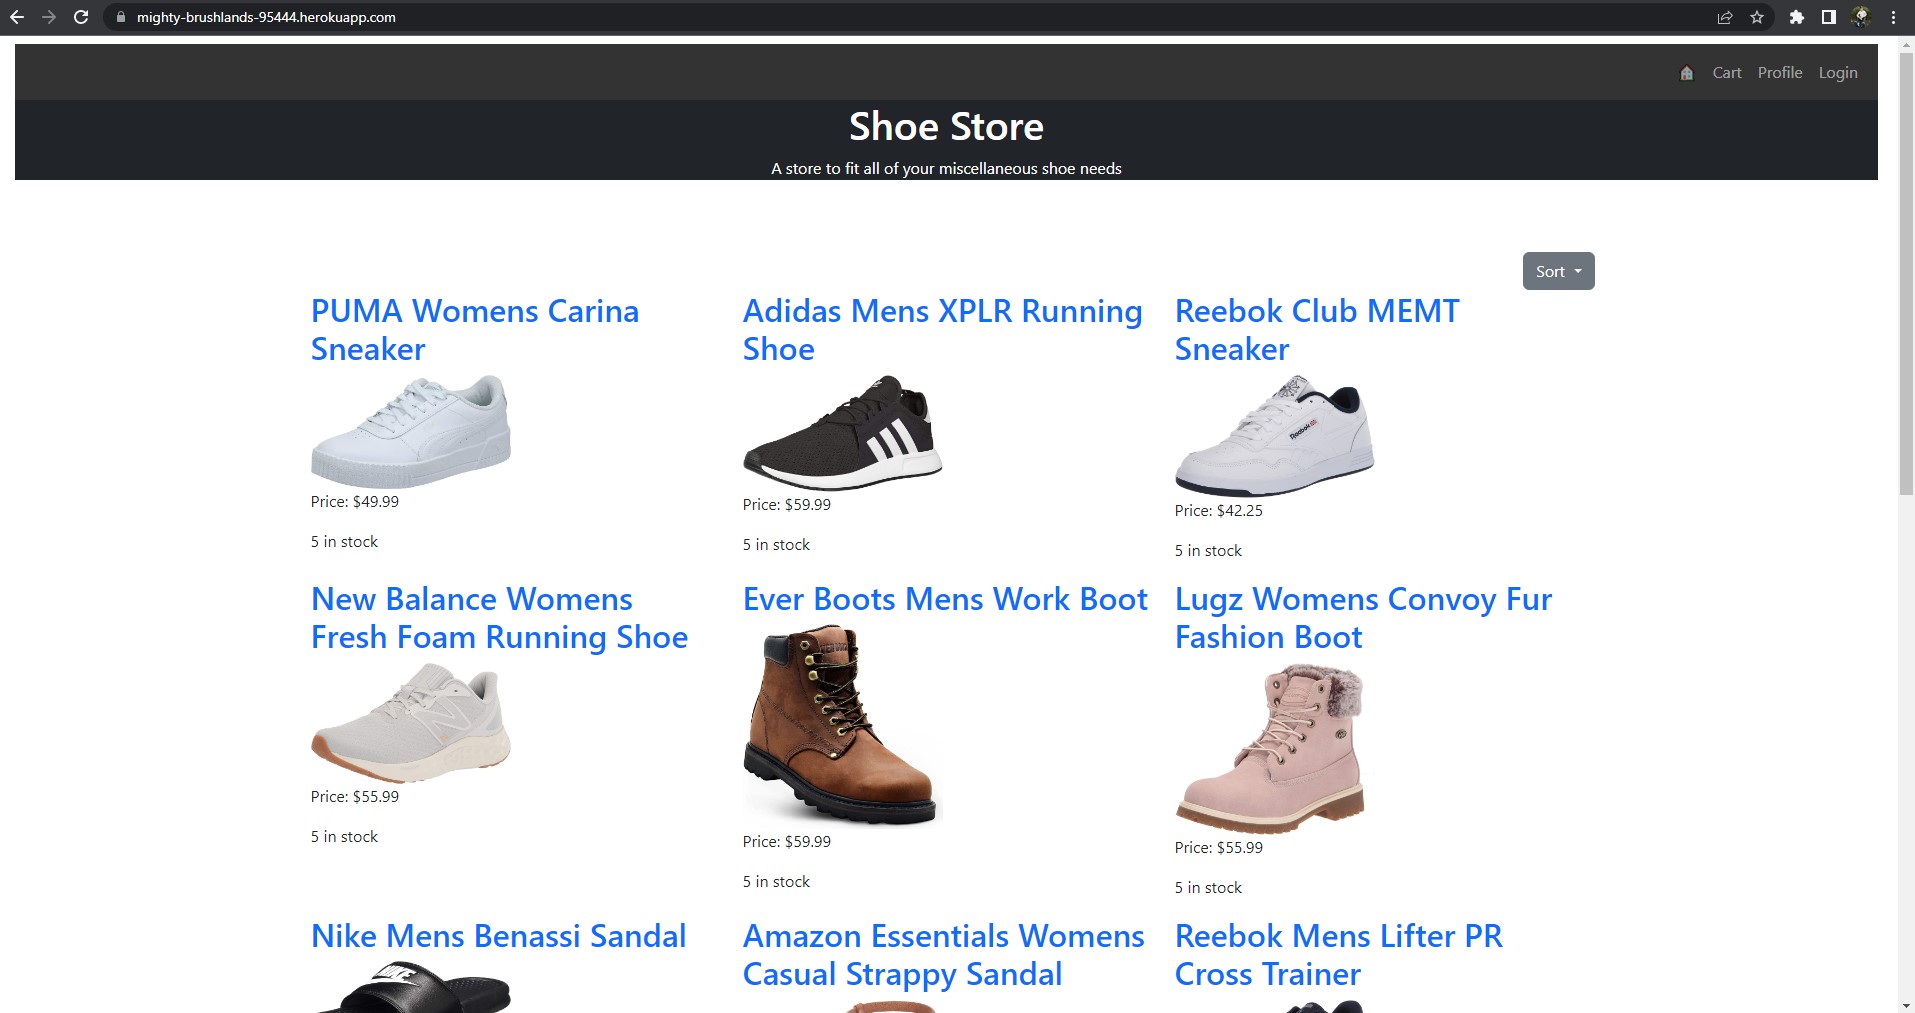 mighty-brushlands-95444.herokuapp.com
Cart Profile Login
Shoe Store
A store to fit all of your miscellaneous shoe needs
Sort
PUMA Womens Carina
Sneaker
Price: $49.99
5 in stock
Adidas Mens XPLR Running
Shoe
Price: $59.99
5 in stock
Reebok Club MEMT
Sneaker
Reebok
Price: $42.25
5 in stock
New Balance Womens
Fresh Foam Running Shoe
Price: $55.99
5 in stock
Ever Boots Mens Work Boot
Price: $59.99
5 in stock
Lugz Womens Convoy Fur
Fashion Boot
Price: $55.99
5 in stock
Nike Mens Benassi Sandal
NIKE
Amazon Essentials Womens
Casual Strappy Sandal
Reebok Mens Lifter PR
Cross Trainer